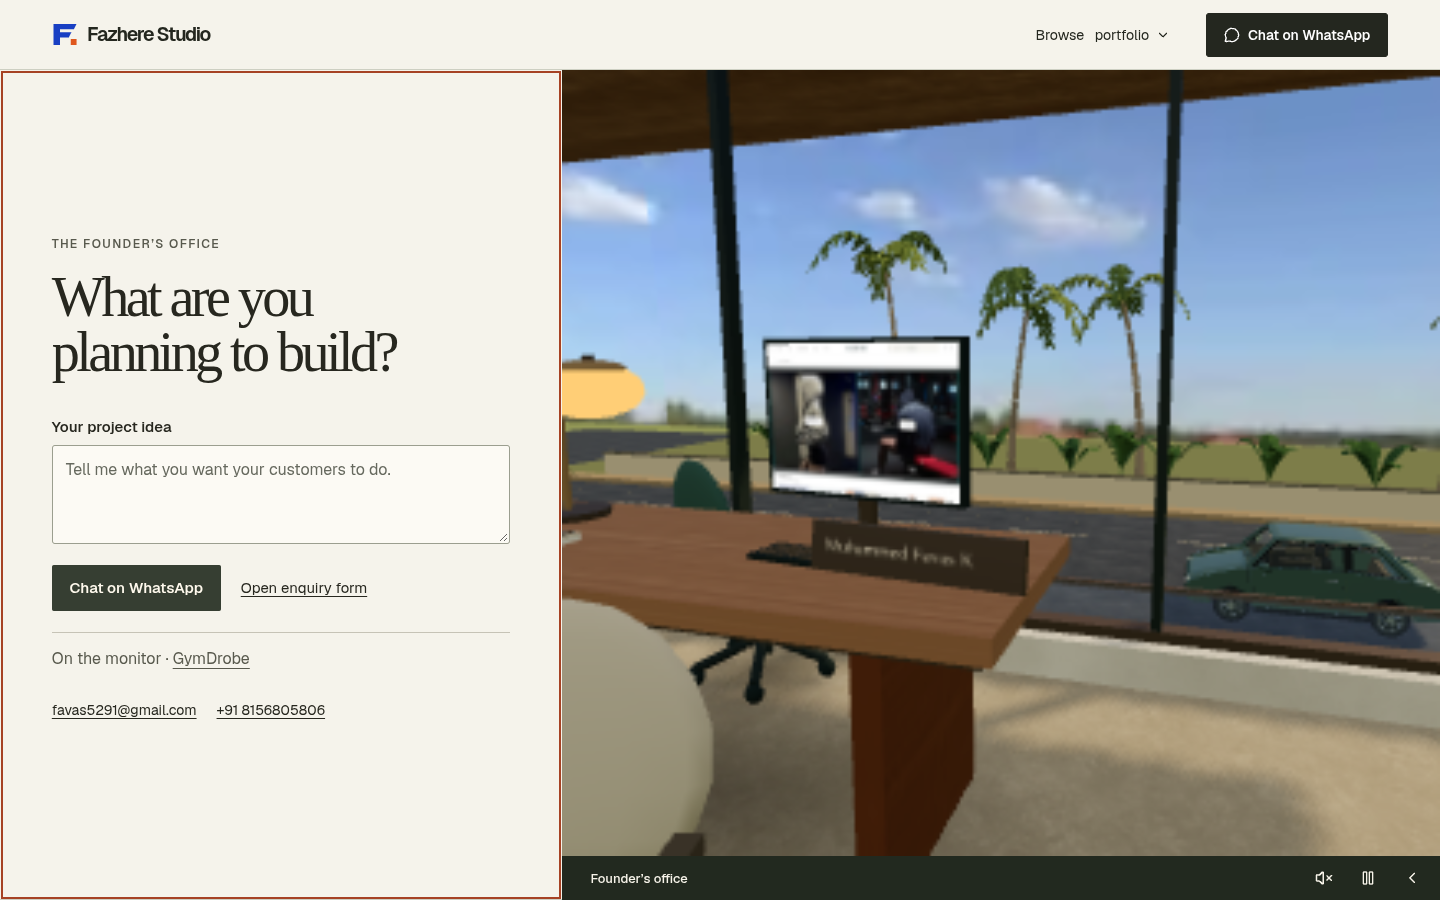 Fazhere Studio
Browse portfolio
Chat on WhatsApp
THE FOUNDER'S OFFICE
What are you
planning to build?
Your project idea
Tell me what you want your customers to do.
Chat on WhatsApp
Open enquiry form
On the monitor · GymDrobe
favas5291@gmail.com
+91 8156805806
Muhammed Favas K
Founder's office